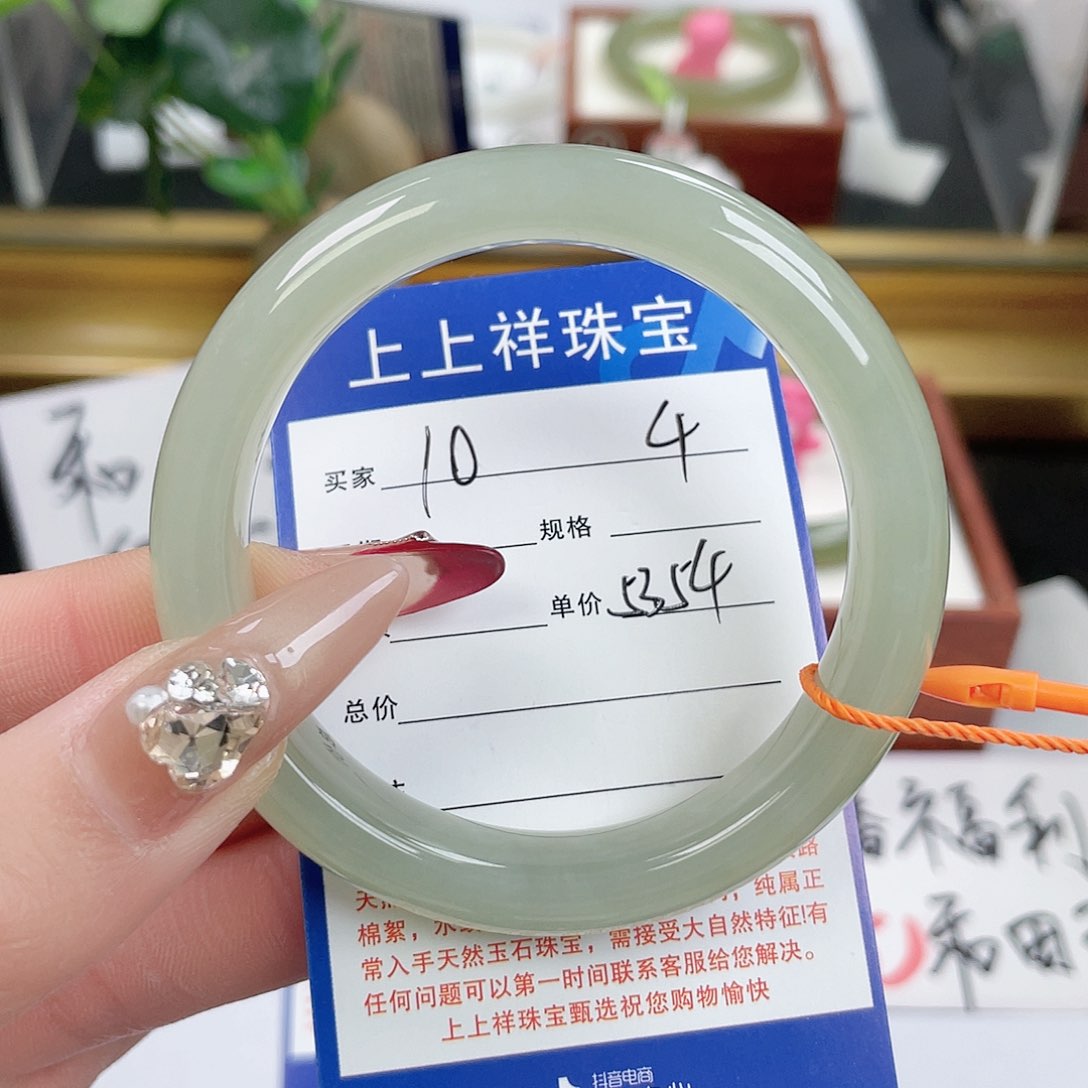 上上祥珠宝
买家 10 4
规格
单价 5354
总价
纯属正
棉絮，
常入手天然玉石珠宝，需接受大自然特征!有
任何问题可以第一时间联系客服给您解决。
上上祥珠宝甄选祝您购物愉快
抖音电商
福利